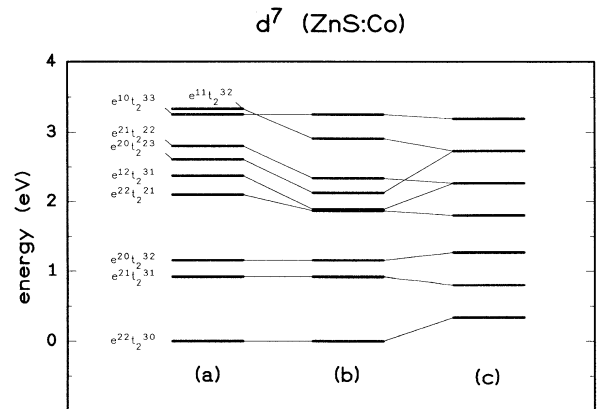 d⁷ (ZnS:Co)
4
e¹⁰t₂³³ e¹¹t₂³²
3
e²¹t₂²²
e²⁰t₂²³
e¹²t₂³¹
e²²t₂²¹
2
energy (eV)
e²⁰t₂³²
1
e²¹t₂³¹
e²²t₂³⁰
0
(a) (b) (c)